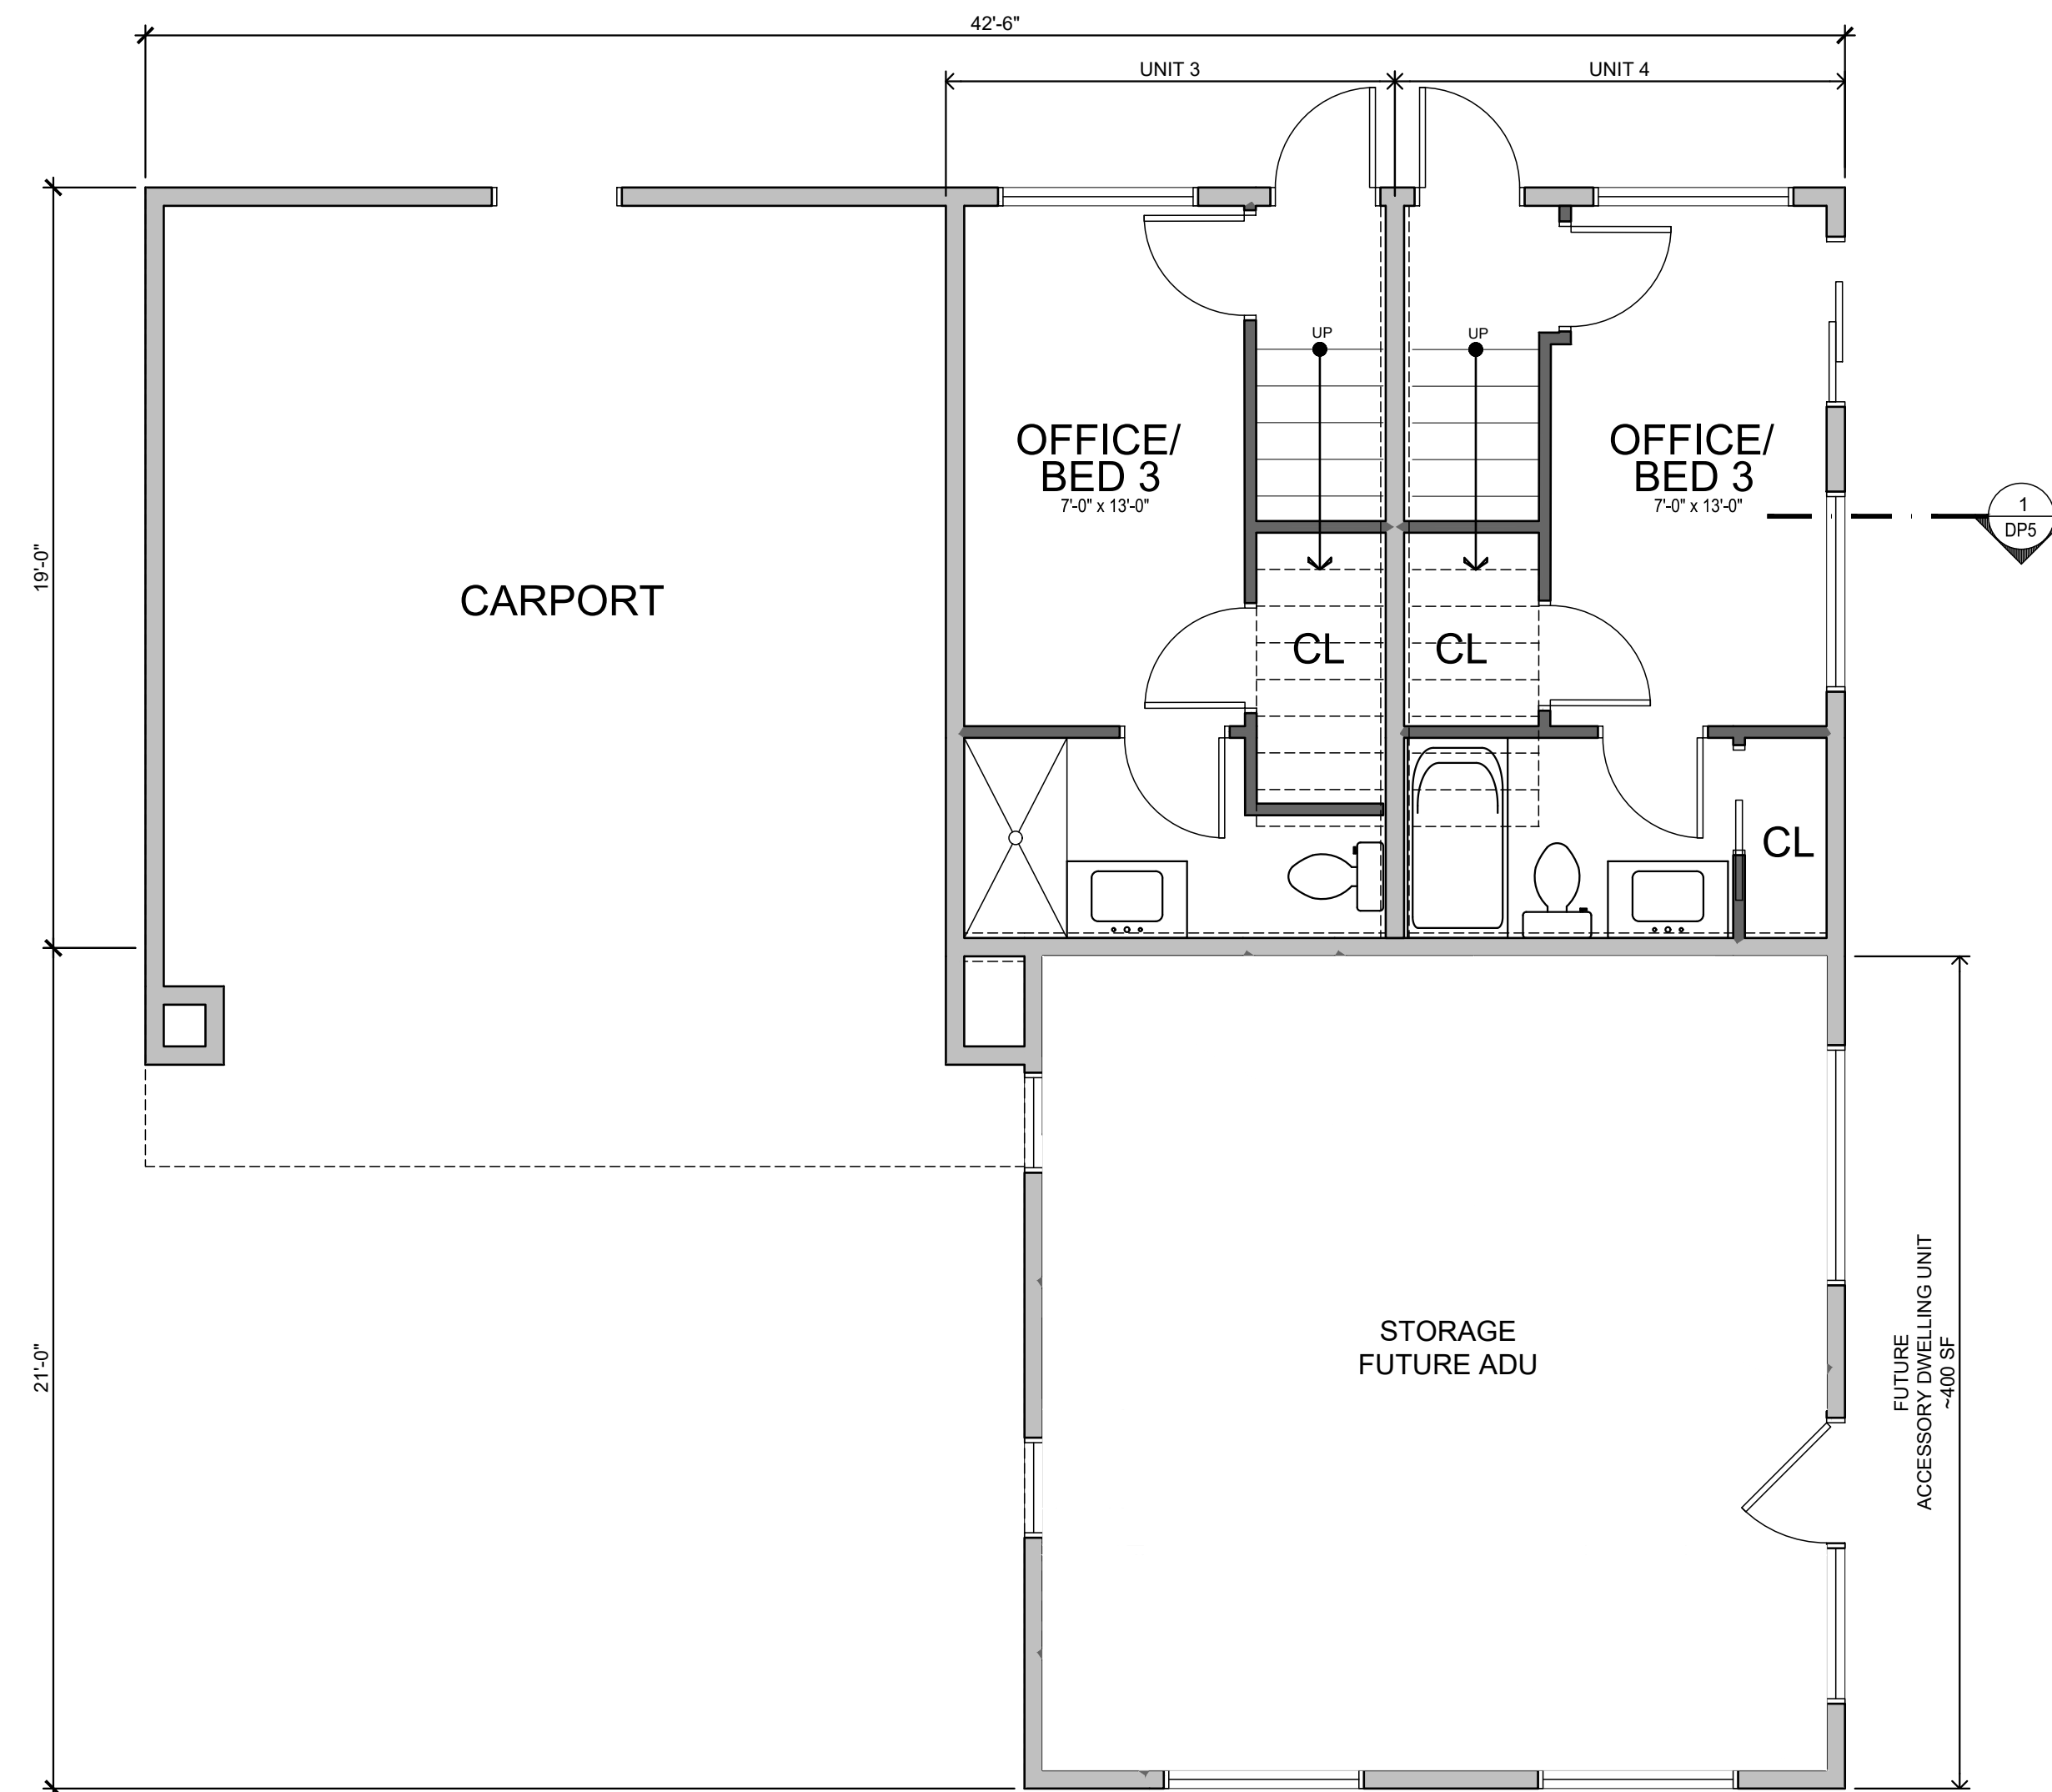 42'-6"
UNIT 3
UNIT 4
UP
UP
OFFICE/
BED 3
7'-0" x 13'-0"
OFFICE/
BED 3
7'-0" x 13'-0"
1
DP5
19'-0"
CARPORT
CL
CL
CL
21'-0"
STORAGE
FUTURE ADU
FUTURE
ACCESSORY DWELLING UNIT
~400 SF